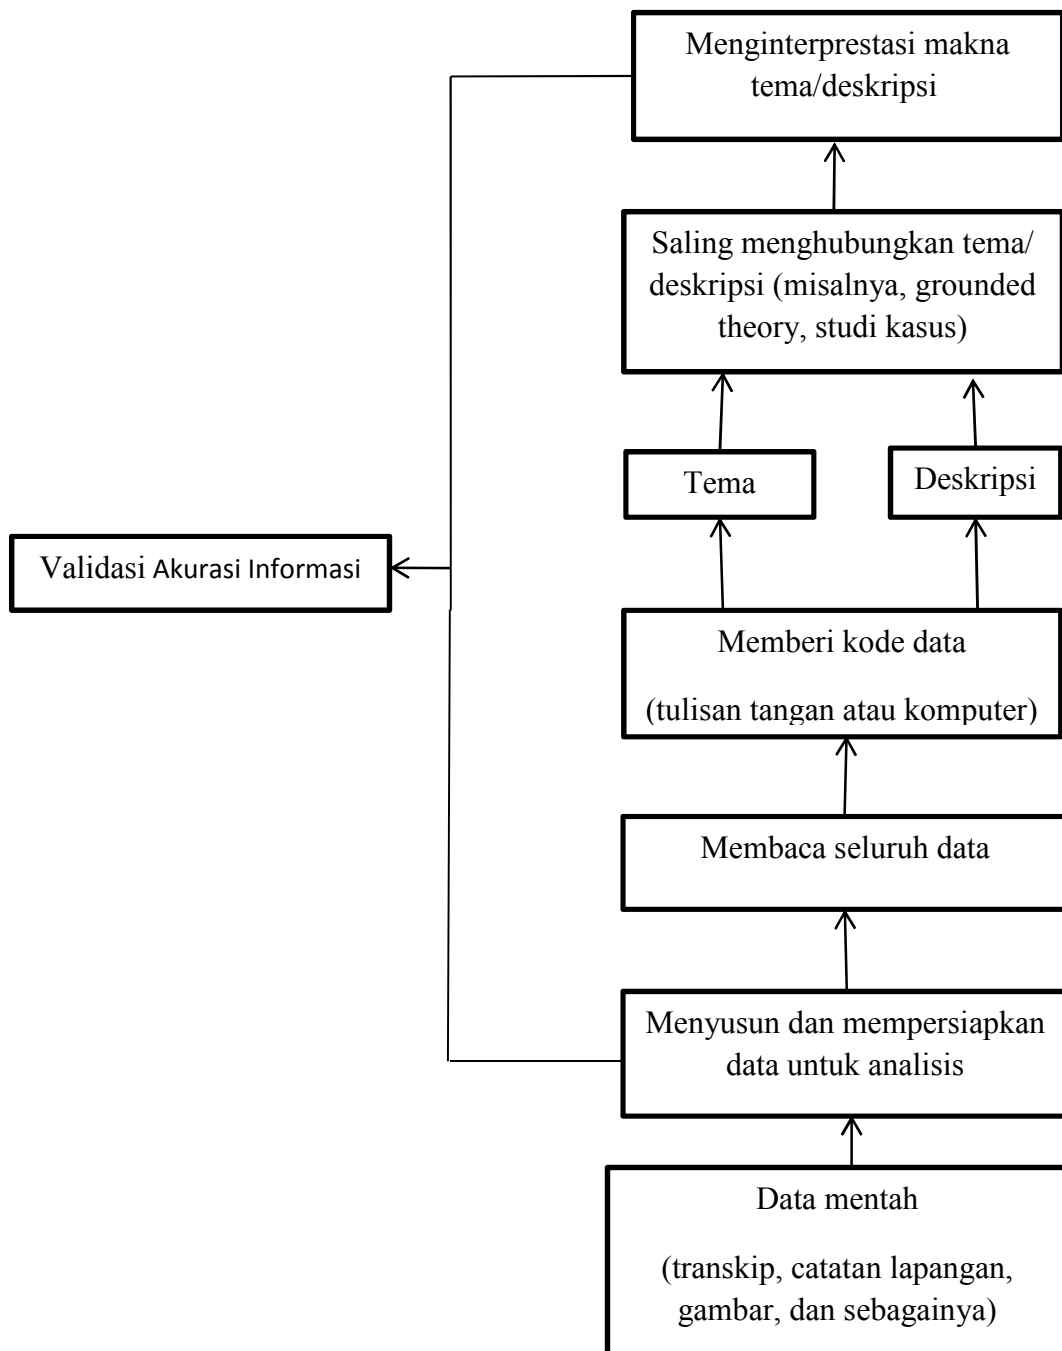 Menginterprestasi makna
tema/deskripsi
Saling menghubungkan tema/
deskripsi (misalnya, grounded
theory, studi kasus)
Tema
Deskripsi
Validasi Akurasi Informasi
Memberi kode data
(tulisan tangan atau komputer)
Membaca seluruh data
Menyusun dan mempersiapkan
data untuk analisis
Data mentah
(transkip, catatan lapangan,
gambar, dan sebagainya)